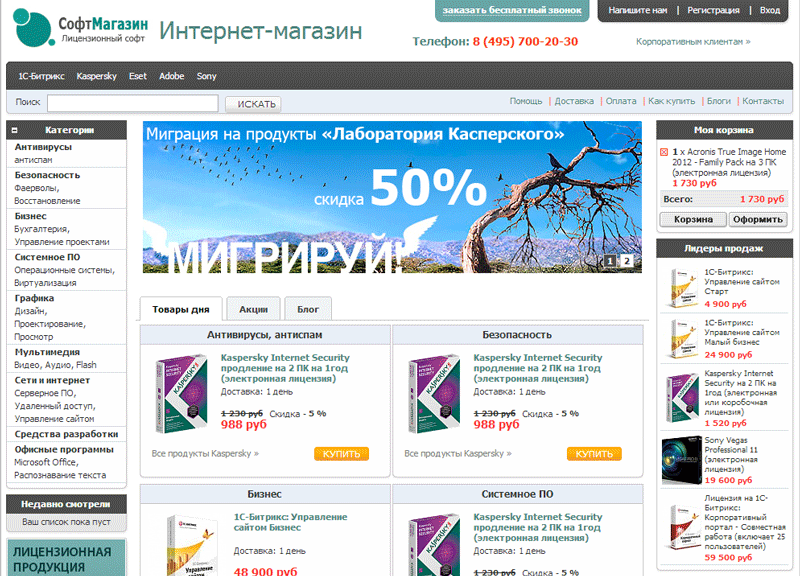 СофтМагазин
Лицензионный софт
Интернет-магазин
заказать бесплатный звонок
Телефон: 8 (495) 700-20-30
Напишите нам | Регистрация | Вход
Корпоративным клиентам »
1С-Битрикс Kaspersky Eset Adobe Sony
Поиск ИСКАТЬ
Помощь | Доставка | Оплата | Как купить | Блоги | Контакты
Категории
Антивирусы
антиспам
Безопасность
Фаерволы,
Восстановление
Бизнес
Бухгалтерия,
Управление проектами
Системное ПО
Операционные системы,
Виртуализация
Графика
Дизайн,
Проектирование,
Просмотр
Мультимедия
Видео, Аудио, Flash
Сети и интернет
Серверное ПО,
Удаленный доступ,
Управление сайтом
Средства разработки
Офисные программы
Microsoft Office,
Распознавание текста
Недавно смотрели
Ваш список пока пуст
ЛИЦЕНЗИОННАЯ
ПРОДУКЦИЯ
Миграция на продукты «Лаборатория Касперского»
скидка 50%
МИГРИРУЙ!
1 2
Товары дня Акции Блог
Антивирусы, антиспам
KASPERSKY
Kaspersky Internet Security
продление на 2 ПК на 1год
(электронная лицензия)
Доставка: 1 день
1 230 руб Скидка - 5 %
988 руб
Все продукты Kaspersky »
КУПИТЬ
Безопасность
KASPERSKY
Kaspersky Internet Security
продление на 2 ПК на 1год
(электронная лицензия)
Доставка: 1 день
1 230 руб Скидка - 5 %
988 руб
Все продукты Kaspersky »
КУПИТЬ
Бизнес
Управление
сайтом
1С-Битрикс: Управление
сайтом Бизнес
Доставка: 1 день
48 900 руб
Системное ПО
KASPERSKY
Kaspersky Internet Security
продление на 2 ПК на 1год
(электронная лицензия)
Доставка: 1 день
1 230 руб Скидка - 5 %
Моя корзина
1 x Acronis True Image Home
2012 - Family Pack на 3 ПК
(электронная лицензия)
1 730 руб
Всего: 1 730 руб
Корзина Оформить
Лидеры продаж
1С-Битрикс:
Управление сайтом
Старт
4 900 руб
1С-Битрикс:
Управление сайтом
Малый бизнес
24 900 руб
Kaspersky Internet
Security на 2 ПК на
1год (электронная
или коробочная
лицензия)
1 520 руб
Sony Vegas
Professional 11
(электронная
лицензия)
19 600 руб
Лицензия на 1С-
Битрикс:
Корпоративный
портал - Совместная
работа (включает 25
пользователей)
59 500 руб